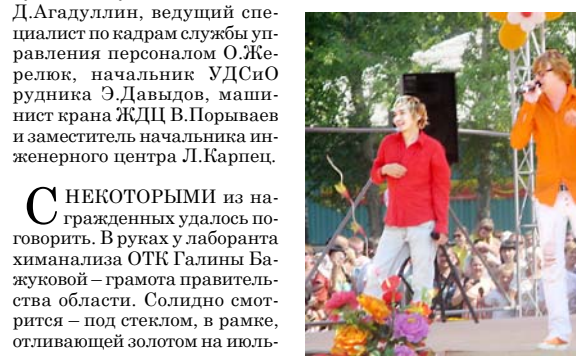 Д.Агадуллин, ведущий спе-
циалист по кадрам службы уп-
равления персоналом О.Же-
релюк, начальник УДСиО
рудника Э.Давыдов, маши-
нист крана ЖДЦ В.Порываев
и заместитель начальника ин-
женерного центра Л.Карпец.
С НЕКОТОРЫМИ из на-
гражденных удалось по-
говорить. В руках у лаборанта
химанализа ОТК Галины Ба-
жуковой – грамота правитель-
ства области. Солидно смот-
рится – под стеклом, в рамке,
отливающей золотом на июль-